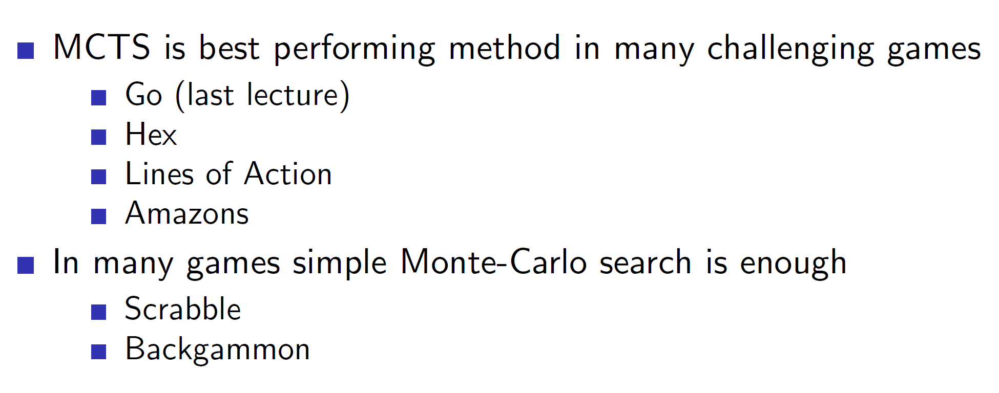 MCTS is best performing method in many challenging games
Go (last lecture)
Hex
Lines of Action
Amazons
In many games simple Monte-Carlo search is enough
Scrabble
Backgammon